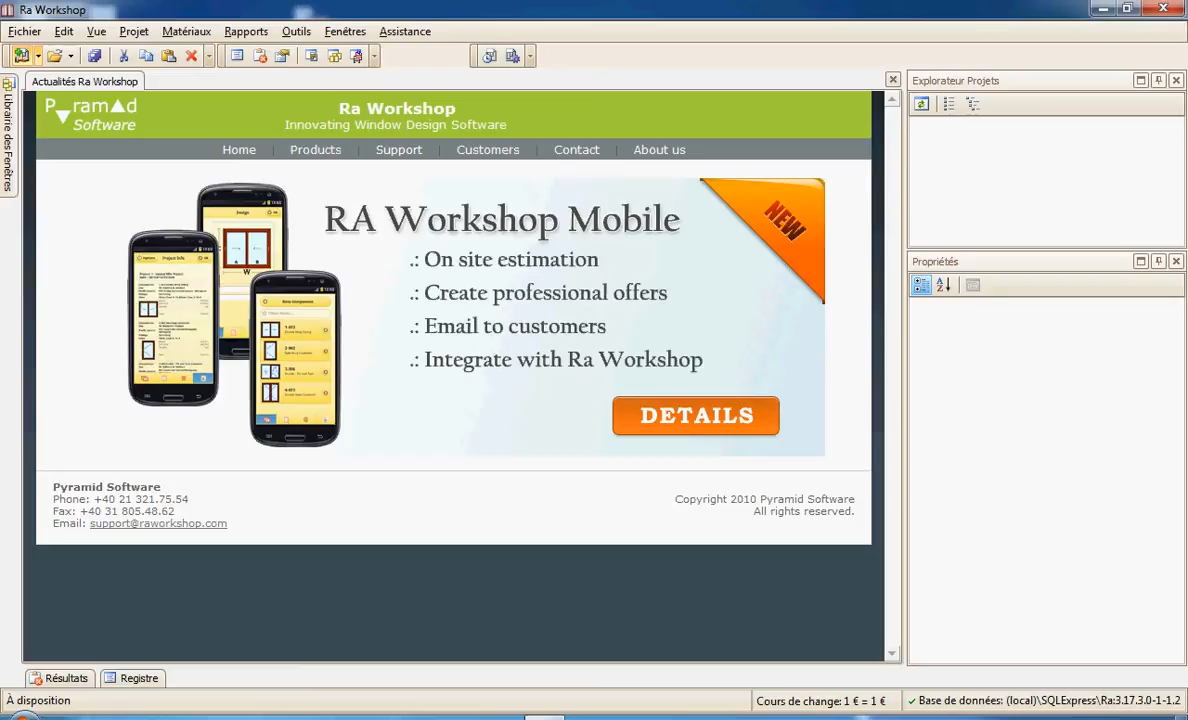 Ra Workshop
Fichier Edit Vue Projet Matériaux Rapports Outils Fenêtres Assistance
Actualités Ra Workshop
Librairie des Fenêtres
Pyramid Software
Ra Workshop
Innovating Window Design Software
Home | Products | Support | Customers | Contact | About us
RA Workshop Mobile
NEW
.: On site estimation
.: Create professional offers
.: Email to customers
.: Integrate with Ra Workshop
DETAILS
Design
Project Info
Pyramid Software
Phone: +40 21 321.75.54
Fax: +40 31 805.48.62
Email: support@raworkshop.com
Copyright 2010 Pyramid Software
All rights reserved.
Explorateur Projets
Propriétés
Résultats Registre
À disposition
Cours de change: 1 € = 1 €
Base de données: (local)\SQLExpress\Ra:3.17.3.0-1-1.2